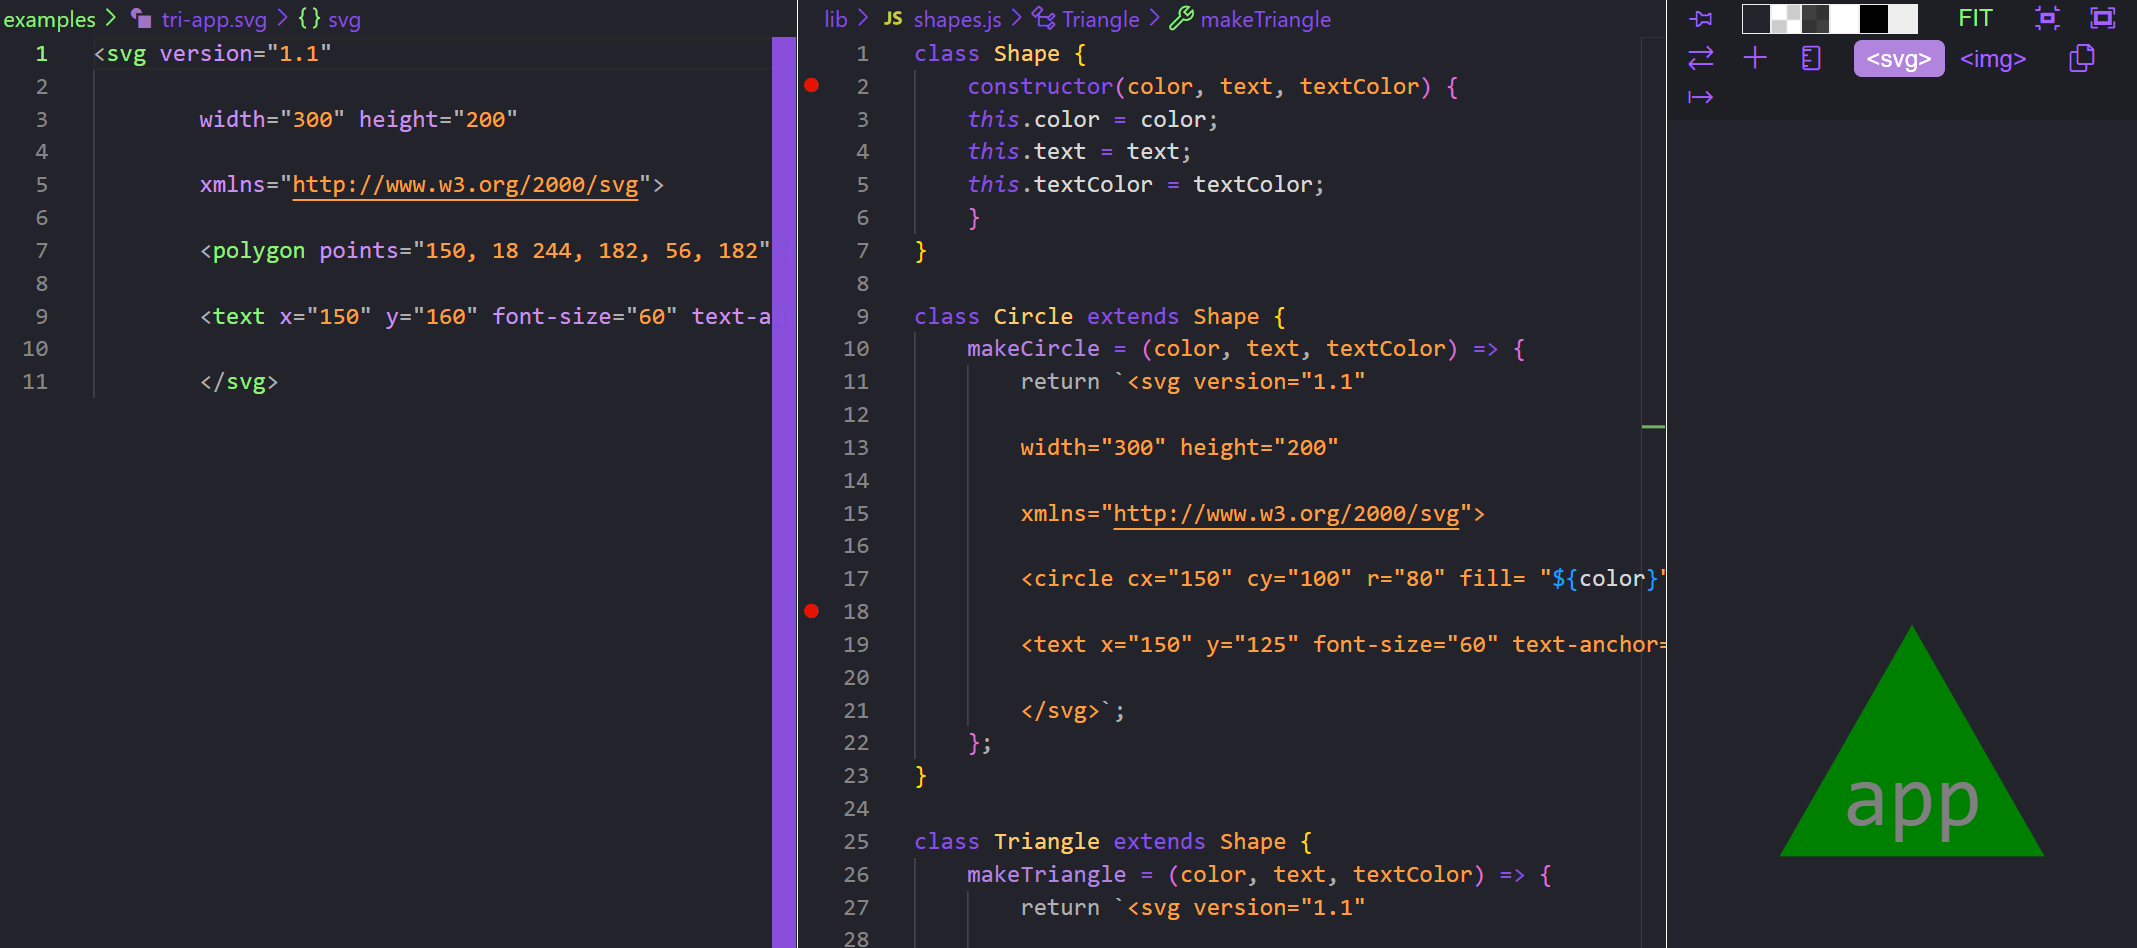 examples > tri-app.svg > {} svg
1 <svg version="1.1"
2
3 width="300" height="200"
4
5 xmlns="http://www.w3.org/2000/svg">
6
7 <polygon points="150, 18 244, 182, 56, 182"
8
9 <text x="150" y="160" font-size="60" text-anc
10
11 </svg>
lib > JS shapes.js > Triangle > makeTriangle
1 class Shape {
2 constructor(color, text, textColor) {
3 this.color = color;
4 this.text = text;
5 this.textColor = textColor;
6 }
7 }
8
9 class Circle extends Shape {
10 makeCircle = (color, text, textColor) => {
11 return `<svg version="1.1"
12
13 width="300" height="200"
14
15 xmlns="http://www.w3.org/2000/svg">
16
17 <circle cx="150" cy="100" r="80" fill= "${color}"
18
19 <text x="150" y="125" font-size="60" text-anchor=
20
21 </svg>`;
22 };
23 }
24
25 class Triangle extends Shape {
26 makeTriangle = (color, text, textColor) => {
27 return `<svg version="1.1"
28
FIT
<svg> <img>
app